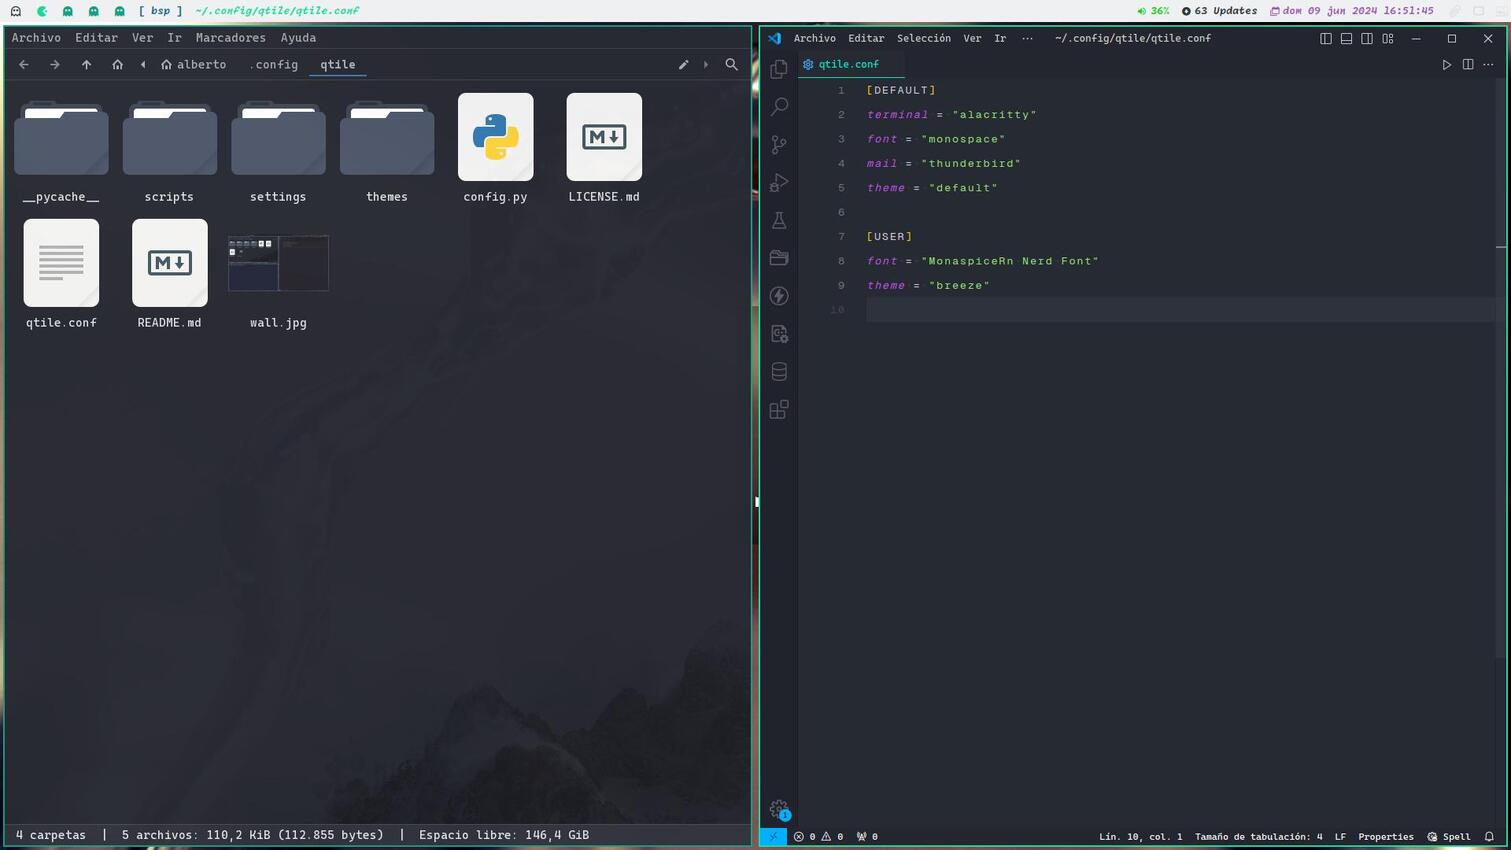 [ bsp ] ~/.config/qtile/qtile.conf 36% 63 Updates dom 09 jun 2024 16:51:45
Archivo Editar Ver Ir Marcadores Ayuda
alberto .config qtile
__pycache__ scripts settings themes config.py LICENSE.md
qtile.conf README.md wall.jpg
4 carpetas | 5 archivos: 110,2 KiB (112.855 bytes) | Espacio libre: 146,4 GiB
Archivo Editar Selección Ver Ir ··· ~/.config/qtile/qtile.conf
qtile.conf
1 [DEFAULT]
2 terminal = "alacritty"
3 font = "monospace"
4 mail = "thunderbird"
5 theme = "default"
6
7 [USER]
8 font = "MonaspiceRn Nerd Font"
9 theme = "breeze"
10
1
0 0 0 Lín. 10, col. 1 Tamaño de tabulación: 4 LF Properties Spell